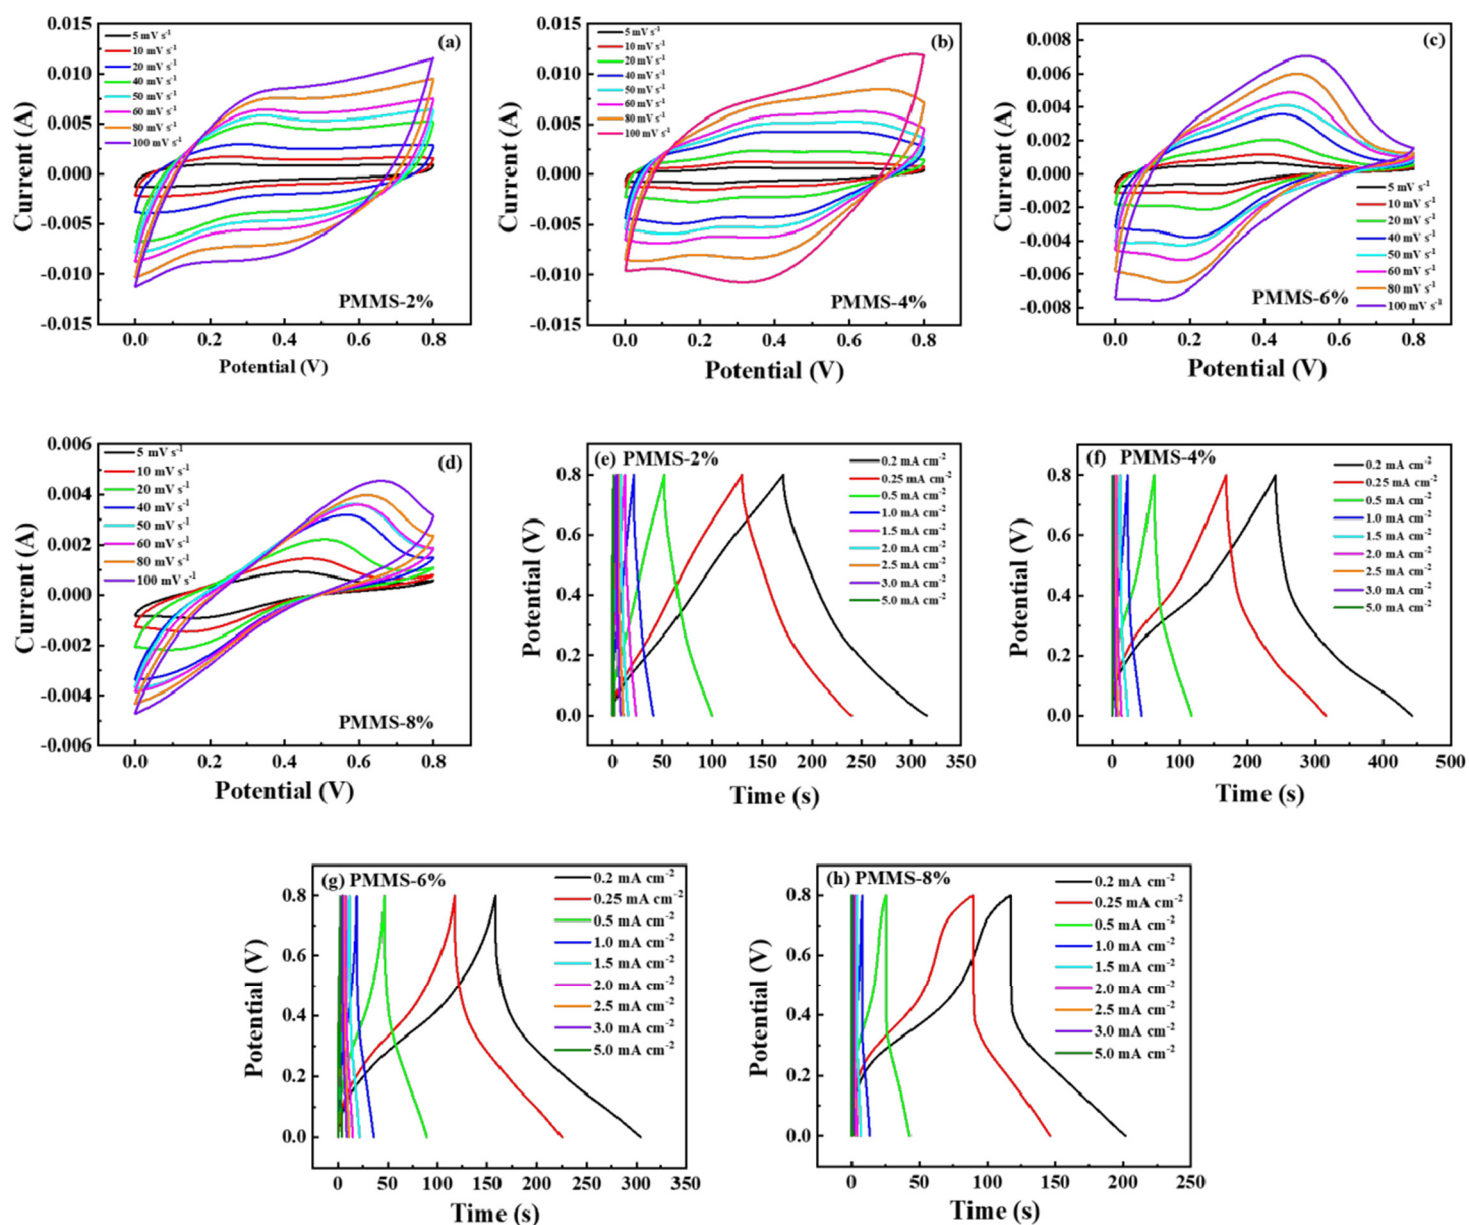 (a)
5 mV s-1
10 mV s-1
20 mV s-1
40 mV s-1
50 mV s-1
60 mV s-1
80 mV s-1
100 mV s-1
0.015
0.010
0.005
0.000
-0.005
-0.010
-0.015
Current (A)
PMMS-2%
0.0 0.2 0.4 0.6 0.8
Potential (V)
(b)
5 mV s-1
10 mV s-1
20 mV s-1
40 mV s-1
50 mV s-1
60 mV s-1
80 mV s-1
100 mV s-1
0.015
0.010
0.005
0.000
-0.005
-0.010
-0.015
Current (A)
PMMS-4%
0.0 0.2 0.4 0.6 0.8
Potential (V)
(c)
0.008
0.006
0.004
0.002
0.000
-0.002
-0.004
-0.006
-0.008
Current (A)
5 mV s-1
10 mV s-1
20 mV s-1
40 mV s-1
50 mV s-1
60 mV s-1
80 mV s-1
100 mV s-1
PMMS-6%
0.0 0.2 0.4 0.6 0.8
Potential (V)
(d)
5 mV s-1
10 mV s-1
20 mV s-1
40 mV s-1
50 mV s-1
60 mV s-1
80 mV s-1
100 mV s-1
0.006
0.004
0.002
0.000
-0.002
-0.004
-0.006
Current (A)
PMMS-8%
0.0 0.2 0.4 0.6 0.8
Potential (V)
(e) PMMS-2%
0.2 mA cm-2
0.25 mA cm-2
0.5 mA cm-2
1.0 mA cm-2
1.5 mA cm-2
2.0 mA cm-2
2.5 mA cm-2
3.0 mA cm-2
5.0 mA cm-2
0.8
0.6
0.4
0.2
0.0
Potential (V)
0 50 100 150 200 250 300 350
Time (s)
(f) PMMS-4%
0.2 mA cm-2
0.25 mA cm-2
0.5 mA cm-2
1.0 mA cm-2
1.5 mA cm-2
2.0 mA cm-2
2.5 mA cm-2
3.0 mA cm-2
5.0 mA cm-2
0.8
0.6
0.4
0.2
0.0
Potential (V)
0 100 200 300 400 500
Time (s)
(g) PMMS-6%
0.2 mA cm-2
0.25 mA cm-2
0.5 mA cm-2
1.0 mA cm-2
1.5 mA cm-2
2.0 mA cm-2
2.5 mA cm-2
3.0 mA cm-2
5.0 mA cm-2
0.8
0.6
0.4
0.2
0.0
Potential (V)
0 50 100 150 200 250 300 350
Time (s)
(h) PMMS-8%
0.2 mA cm-2
0.25 mA cm-2
0.5 mA cm-2
1.0 mA cm-2
1.5 mA cm-2
2.0 mA cm-2
2.5 mA cm-2
3.0 mA cm-2
5.0 mA cm-2
0.8
0.6
0.4
0.2
0.0
Potential (V)
0 50 100 150 200 250
Time (s)